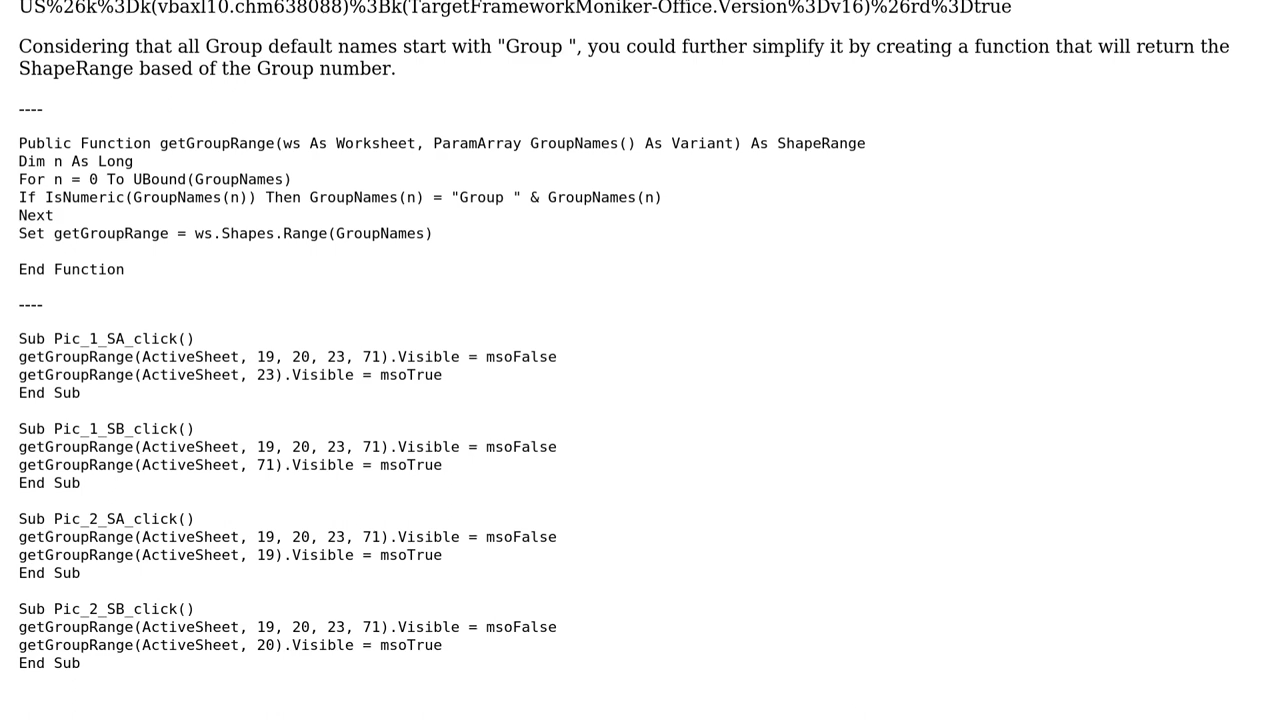 US%26k%3Dk(vbaxl10.chm638088)%3Bk(TargetFrameworkMoniker-Office.Version%3Dv16)%26rd%3Dtrue
Considering that all Group default names start with "Group ", you could further simplify it by creating a function that will return the
ShapeRange based of the Group number.
----
Public Function getGroupRange(ws As Worksheet, ParamArray GroupNames() As Variant) As ShapeRange
Dim n As Long
For n = 0 To UBound(GroupNames)
If IsNumeric(GroupNames(n)) Then GroupNames(n) = "Group " & GroupNames(n)
Next
Set getGroupRange = ws.Shapes.Range(GroupNames)
End Function
----
Sub Pic_1_SA_click()
getGroupRange(ActiveSheet, 19, 20, 23, 71).Visible = msoFalse
getGroupRange(ActiveSheet, 23).Visible = msoTrue
End Sub
Sub Pic_1_SB_click()
getGroupRange(ActiveSheet, 19, 20, 23, 71).Visible = msoFalse
getGroupRange(ActiveSheet, 71).Visible = msoTrue
End Sub
Sub Pic_2_SA_click()
getGroupRange(ActiveSheet, 19, 20, 23, 71).Visible = msoFalse
getGroupRange(ActiveSheet, 19).Visible = msoTrue
End Sub
Sub Pic_2_SB_click()
getGroupRange(ActiveSheet, 19, 20, 23, 71).Visible = msoFalse
getGroupRange(ActiveSheet, 20).Visible = msoTrue
End Sub